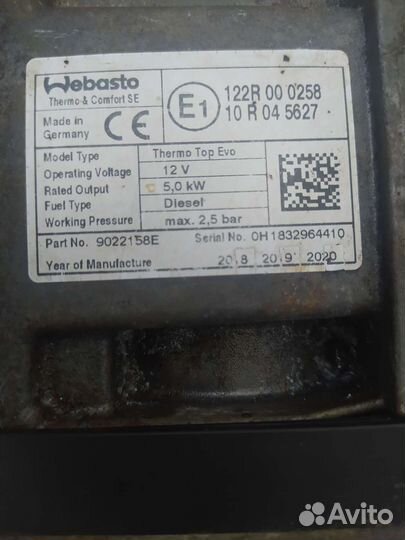 Webasto
Thermo & Comfort SE
Made in
Germany
CE
E1
122R 00 0258
10 R 04 5627
Model Type Thermo Top Evo
Operating Voltage 12 V
Rated Output 5,0 kW
Fuel Type Diesel
Working Pressure max. 2,5 bar
Part No. 9022158E Serial No. 0H1832964410
Year of Manufacture 2018 2019 2020
Avito